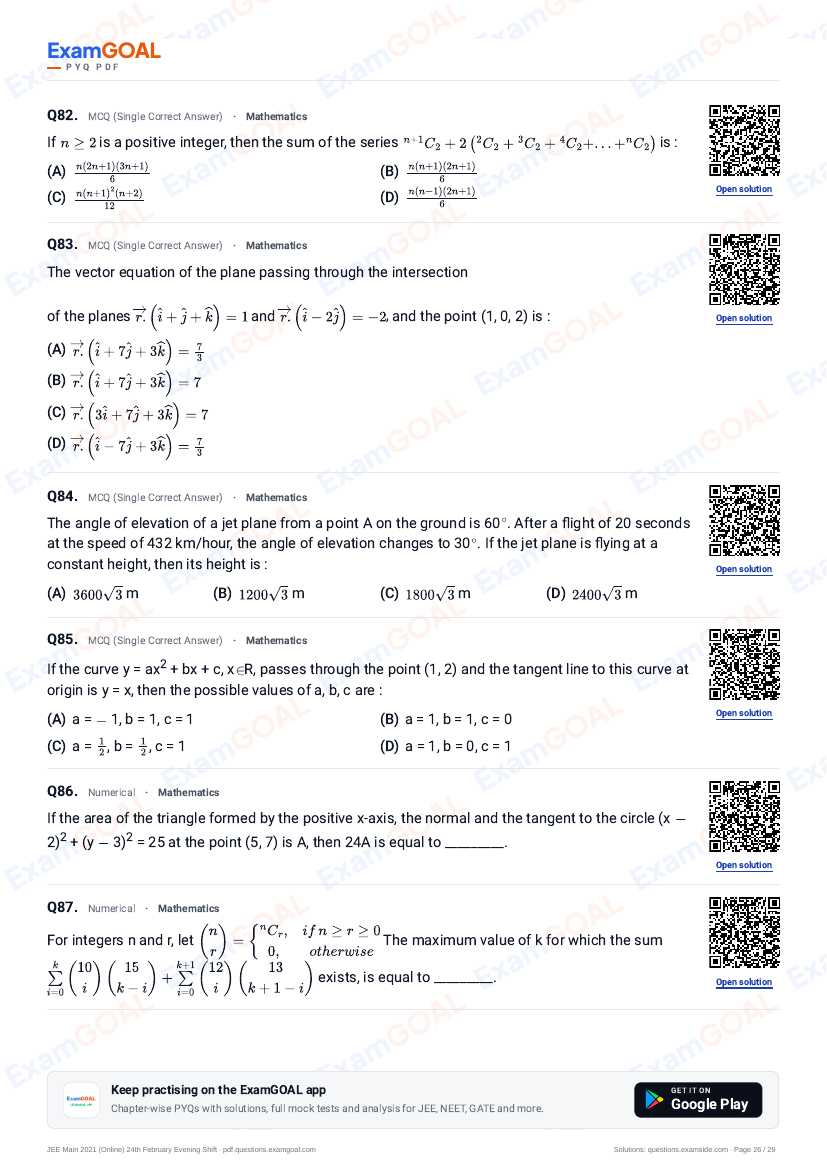 ExamGOAL
PYQ PDF
Q82. MCQ (Single Correct Answer) · Mathematics
If n ≥ 2 is a positive integer, then the sum of the series ⁿ⁺¹C₂ + 2 (²C₂ + ³C₂ + ⁴C₂+...+ⁿC₂) is :
(A) n(2n+1)(3n+1)/6 (B) n(n+1)(2n+1)/6
(C) n(n+1)²(n+2)/12 (D) n(n−1)(2n+1)/6
Open solution
Q83. MCQ (Single Correct Answer) · Mathematics
The vector equation of the plane passing through the intersection
of the planes r⃗. (î + ĵ + k̂) = 1 and r⃗. (î − 2ĵ) = −2, and the point (1, 0, 2) is :
(A) r⃗. (î + 7ĵ + 3k̂) = 7/3
(B) r⃗. (î + 7ĵ + 3k̂) = 7
(C) r⃗. (3î + 7ĵ + 3k̂) = 7
(D) r⃗. (î − 7ĵ + 3k̂) = 7/3
Open solution
Q84. MCQ (Single Correct Answer) · Mathematics
The angle of elevation of a jet plane from a point A on the ground is 60°. After a flight of 20 seconds
at the speed of 432 km/hour, the angle of elevation changes to 30°. If the jet plane is flying at a
constant height, then its height is :
(A) 3600√3 m (B) 1200√3 m (C) 1800√3 m (D) 2400√3 m
Open solution
Q85. MCQ (Single Correct Answer) · Mathematics
If the curve y = ax² + bx + c, x∈R, passes through the point (1, 2) and the tangent line to this curve at
origin is y = x, then the possible values of a, b, c are :
(A) a = − 1, b = 1, c = 1 (B) a = 1, b = 1, c = 0
(C) a = 1/2, b = 1/2, c = 1 (D) a = 1, b = 0, c = 1
Open solution
Q86. Numerical · Mathematics
If the area of the triangle formed by the positive x-axis, the normal and the tangent to the circle (x −
2)² + (y − 3)² = 25 at the point (5, 7) is A, then 24A is equal to _________.
Open solution
Q87. Numerical · Mathematics
For integers n and r, let (n r) = { ⁿCᵣ, if n ≥ r ≥ 0
0, otherwise The maximum value of k for which the sum
∑_{i=0}^{k} (10 i) (15 k − i) + ∑_{i=0}^{k+1} (12 i) (13 k + 1 − i) exists, is equal to _________.
Open solution
Keep practising on the ExamGOAL app
Chapter-wise PYQs with solutions, full mock tests and analysis for JEE, NEET, GATE and more.
GET IT ON
Google Play
JEE Main 2021 (Online) 24th February Evening Shift · pdf.questions.examgoal.com
Solutions: questions.examside.com · Page 26 / 29